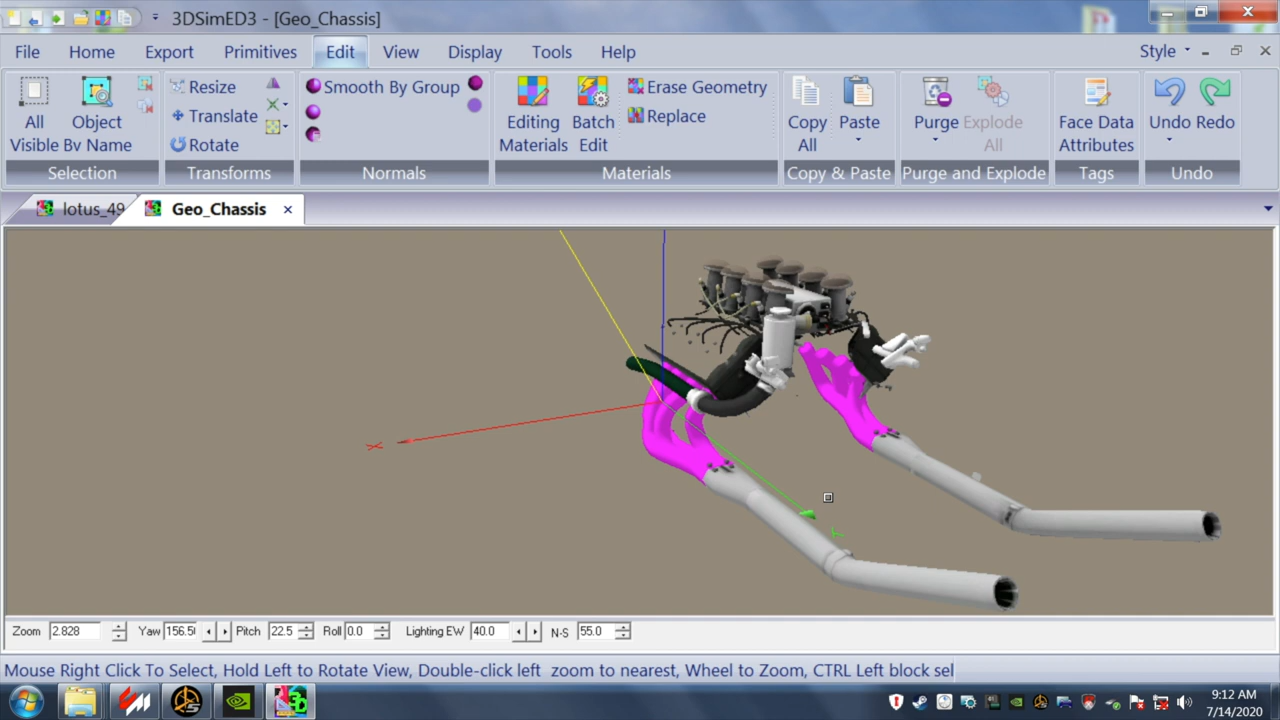 3DSimED3 - [Geo_Chassis]
File Home Export Primitives Edit View Display Tools Help Style
All Visible
Object By Name
Selection
Resize
Translate
Rotate
Transforms
Smooth By Group
Normals
Editing Materials
Batch Edit
Erase Geometry
Replace
Materials
Copy All
Paste
Copy & Paste
Purge
Explode All
Purge and Explode
Face Data Attributes
Tags
Undo Redo
Undo
lotus_49 Geo_Chassis
Zoom 2.828 Yaw 156.5 Pitch 22.5 Roll 0.0 Lighting EW 40.0 N-S 55.0
Mouse Right Click To Select, Hold Left to Rotate View, Double-click left zoom to nearest, Wheel to Zoom, CTRL Left block sel
9:12 AM
7/14/2020